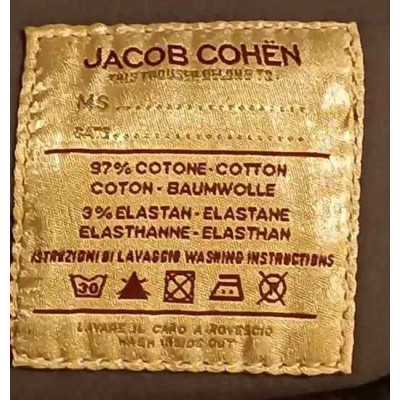 JACOB COHËN
THIS TROUSER BELONGS TO
MS
DATE
97% COTONE-COTTON
COTON - BAUMWOLLE
3% ELASTAN - ELASTANE
ELASTHANNE - ELASTHAN
ISTRUZIONI DI LAVAGGIO WASHING INSTRUCTIONS
30
LAVARE IL CAPO A ROVESCIO
WASH INSIDE OUT